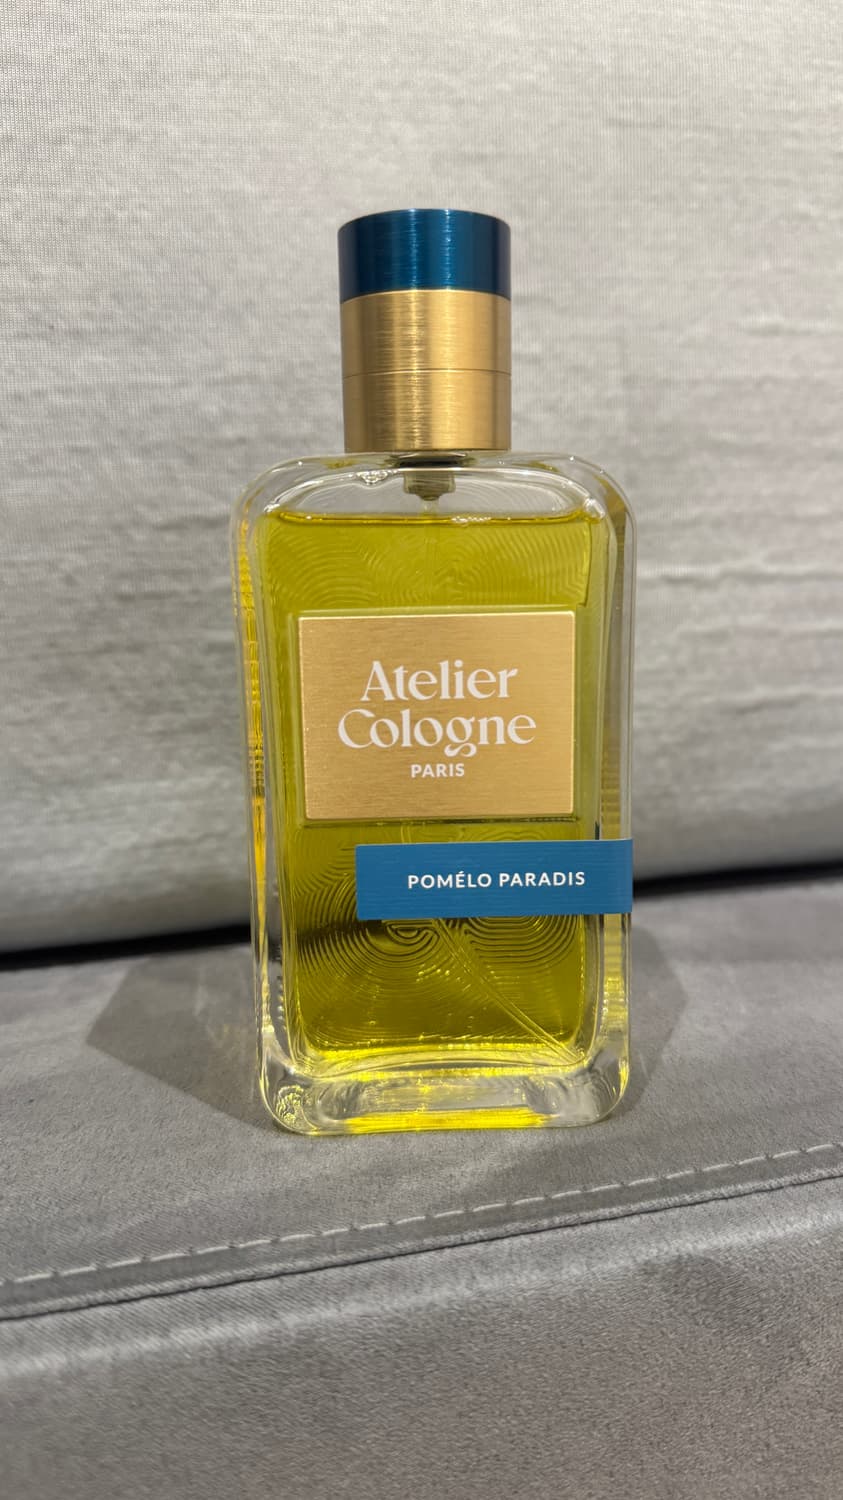 Atelier
Cologne
PARIS
POMÉLO PARADIS